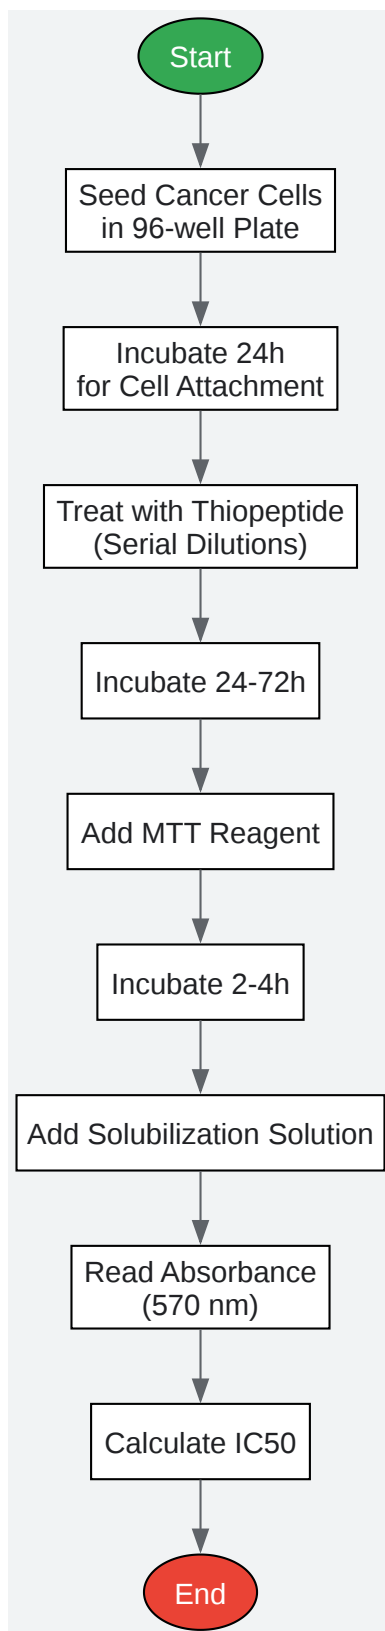 Start
Seed Cancer Cells
in 96-well Plate
Incubate 24h
for Cell Attachment
Treat with Thiopeptide
(Serial Dilutions)
Incubate 24-72h
Add MTT Reagent
Incubate 2-4h
Add Solubilization Solution
Read Absorbance
(570 nm)
Calculate IC50
End